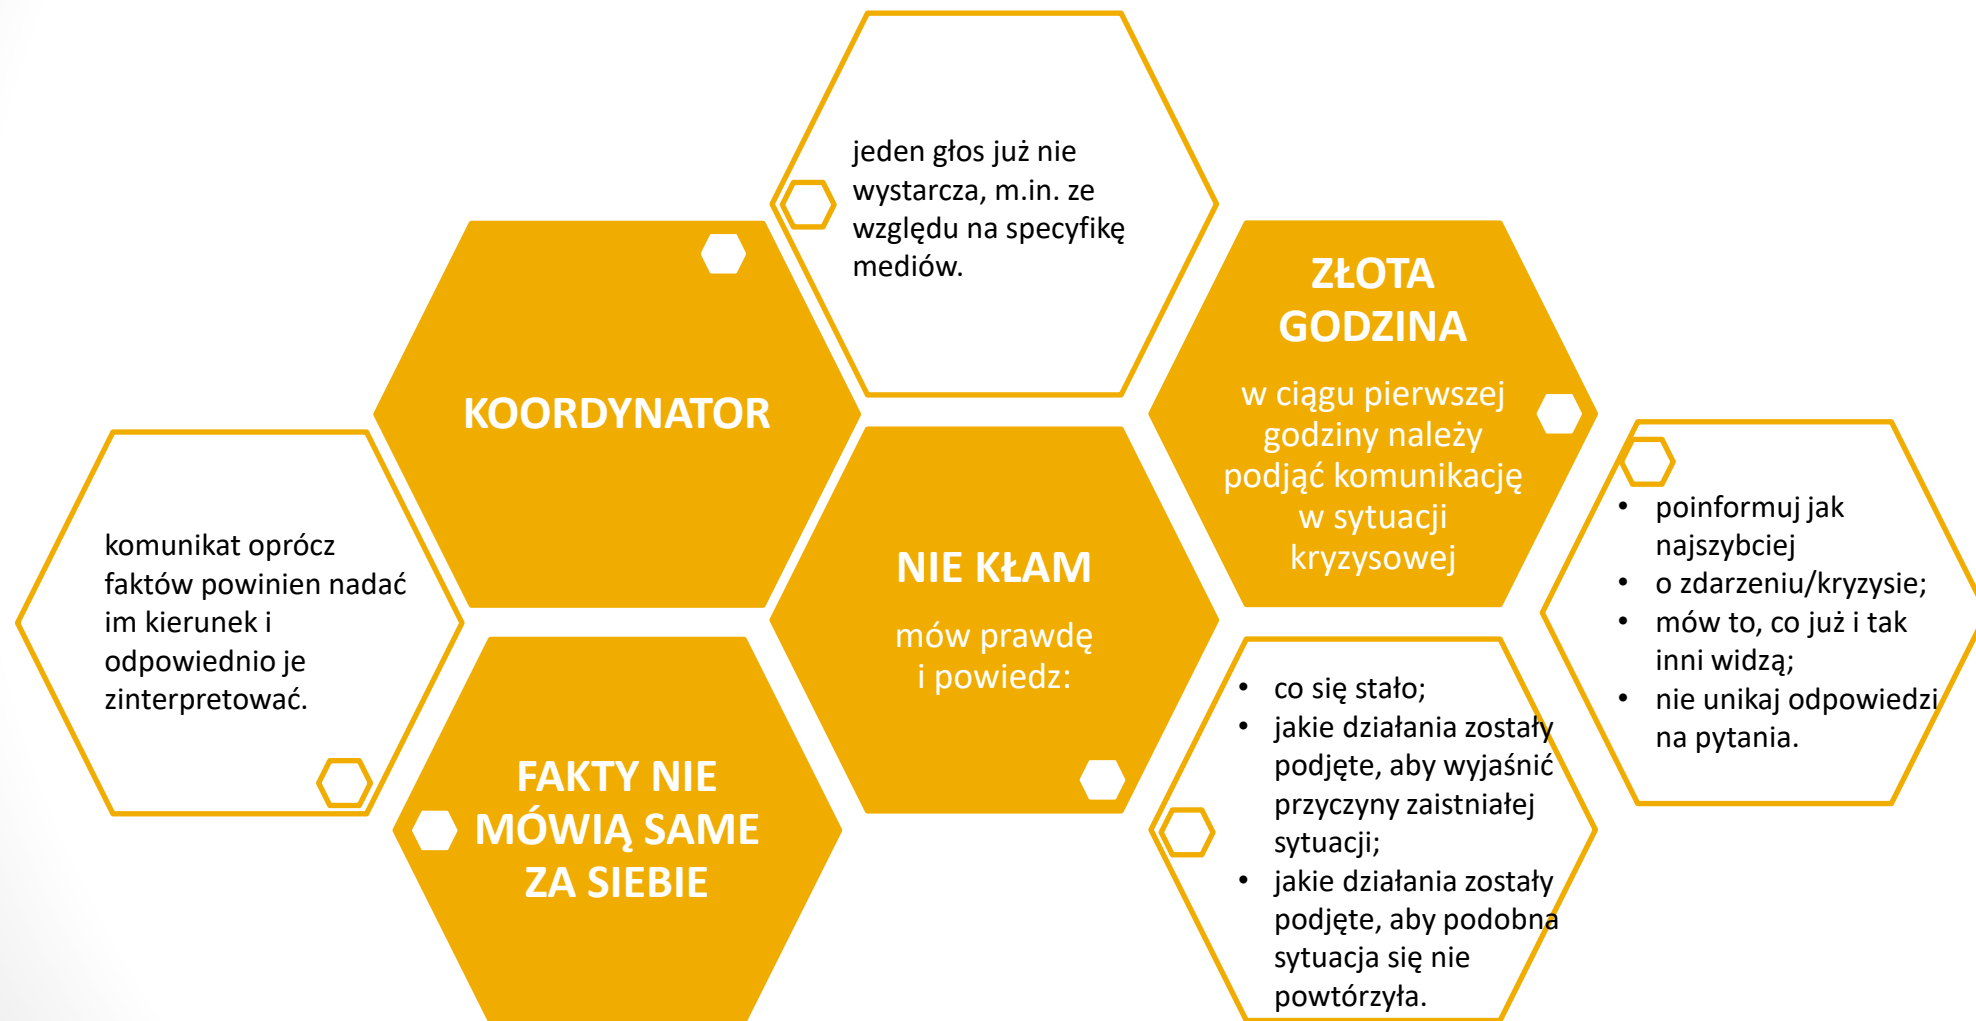 jeden głos już nie
wystarcza, m.in. ze
względu na specyfikę
mediów.
KOORDYNATOR
ZŁOTA
GODZINA
w ciągu pierwszej
godziny należy
podjąć komunikację
w sytuacji
kryzysowej
• poinformuj jak
najszybciej
• o zdarzeniu/kryzysie;
• mów to, co już i tak
inni widzą;
• nie unikaj odpowiedzi
na pytania.
NIE KŁAM
mów prawdę
i powiedz:
• co się stało;
• jakie działania zostały
podjęte, aby wyjaśnić
przyczyny zaistniałej
sytuacji;
• jakie działania zostały
podjęte, aby podobna
sytuacja się nie
powtórzyła.
komunikat oprócz
faktów powinien nadać
im kierunek i
odpowiednio je
zinterpretować.
FAKTY NIE
MÓWIĄ SAME
ZA SIEBIE